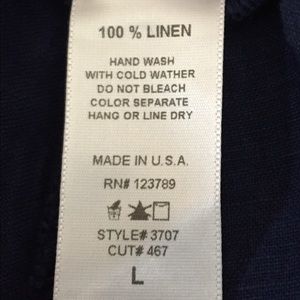 100 % LINEN
HAND WASH
WITH COLD WATHER
DO NOT BLEACH
COLOR SEPARATE
HANG OR LINE DRY
MADE IN U.S.A.
RN# 123789
STYLE# 3707
CUT# 467
L